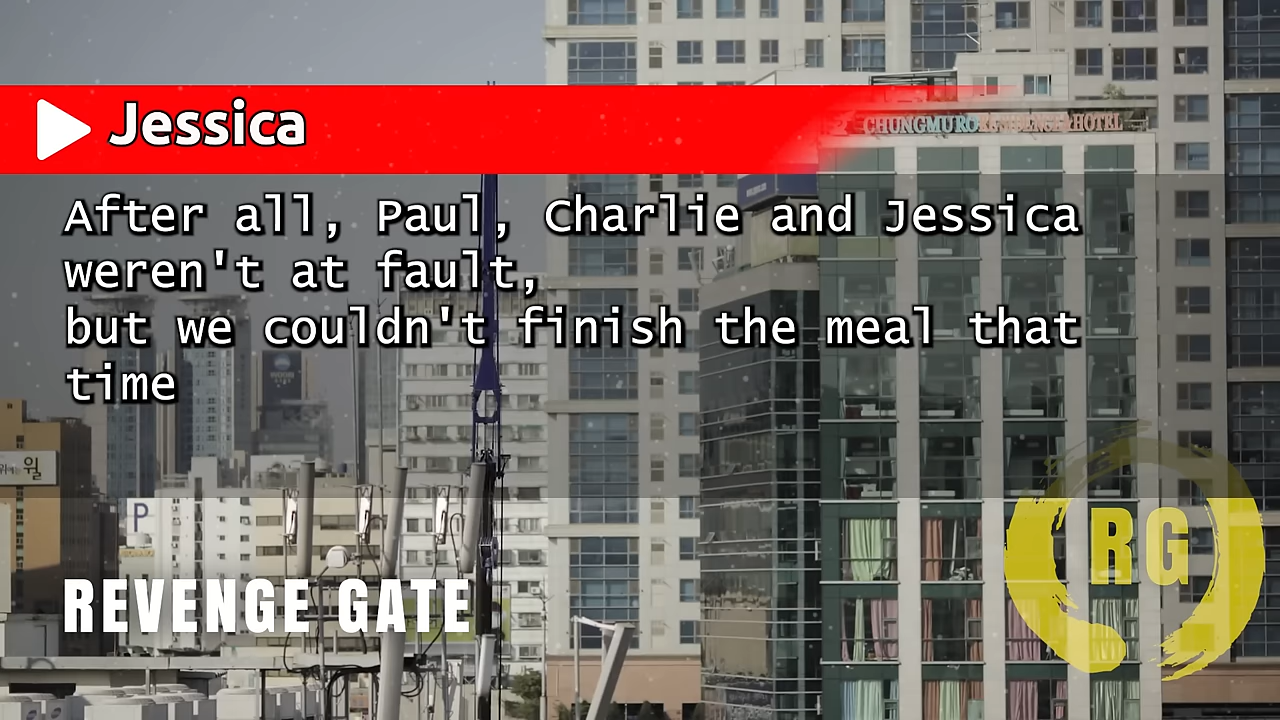 CHUNGMURO RESIDENCE & HOTEL
Jessica
After all, Paul, Charlie and Jessica
weren't at fault,
but we couldn't finish the meal that
time
월
P
RG
REVENGE GATE